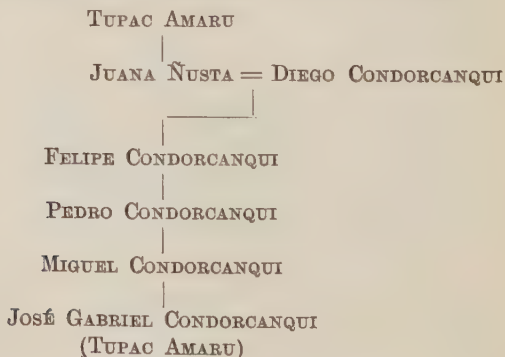 TUPAC AMARU
JUANA ÑUSTA = DIEGO CONDORCANQUI
FELIPE CONDORCANQUI
PEDRO CONDORCANQUI
MIGUEL CONDORCANQUI
JOSÉ GABRIEL CONDORCANQUI
(TUPAC AMARU)